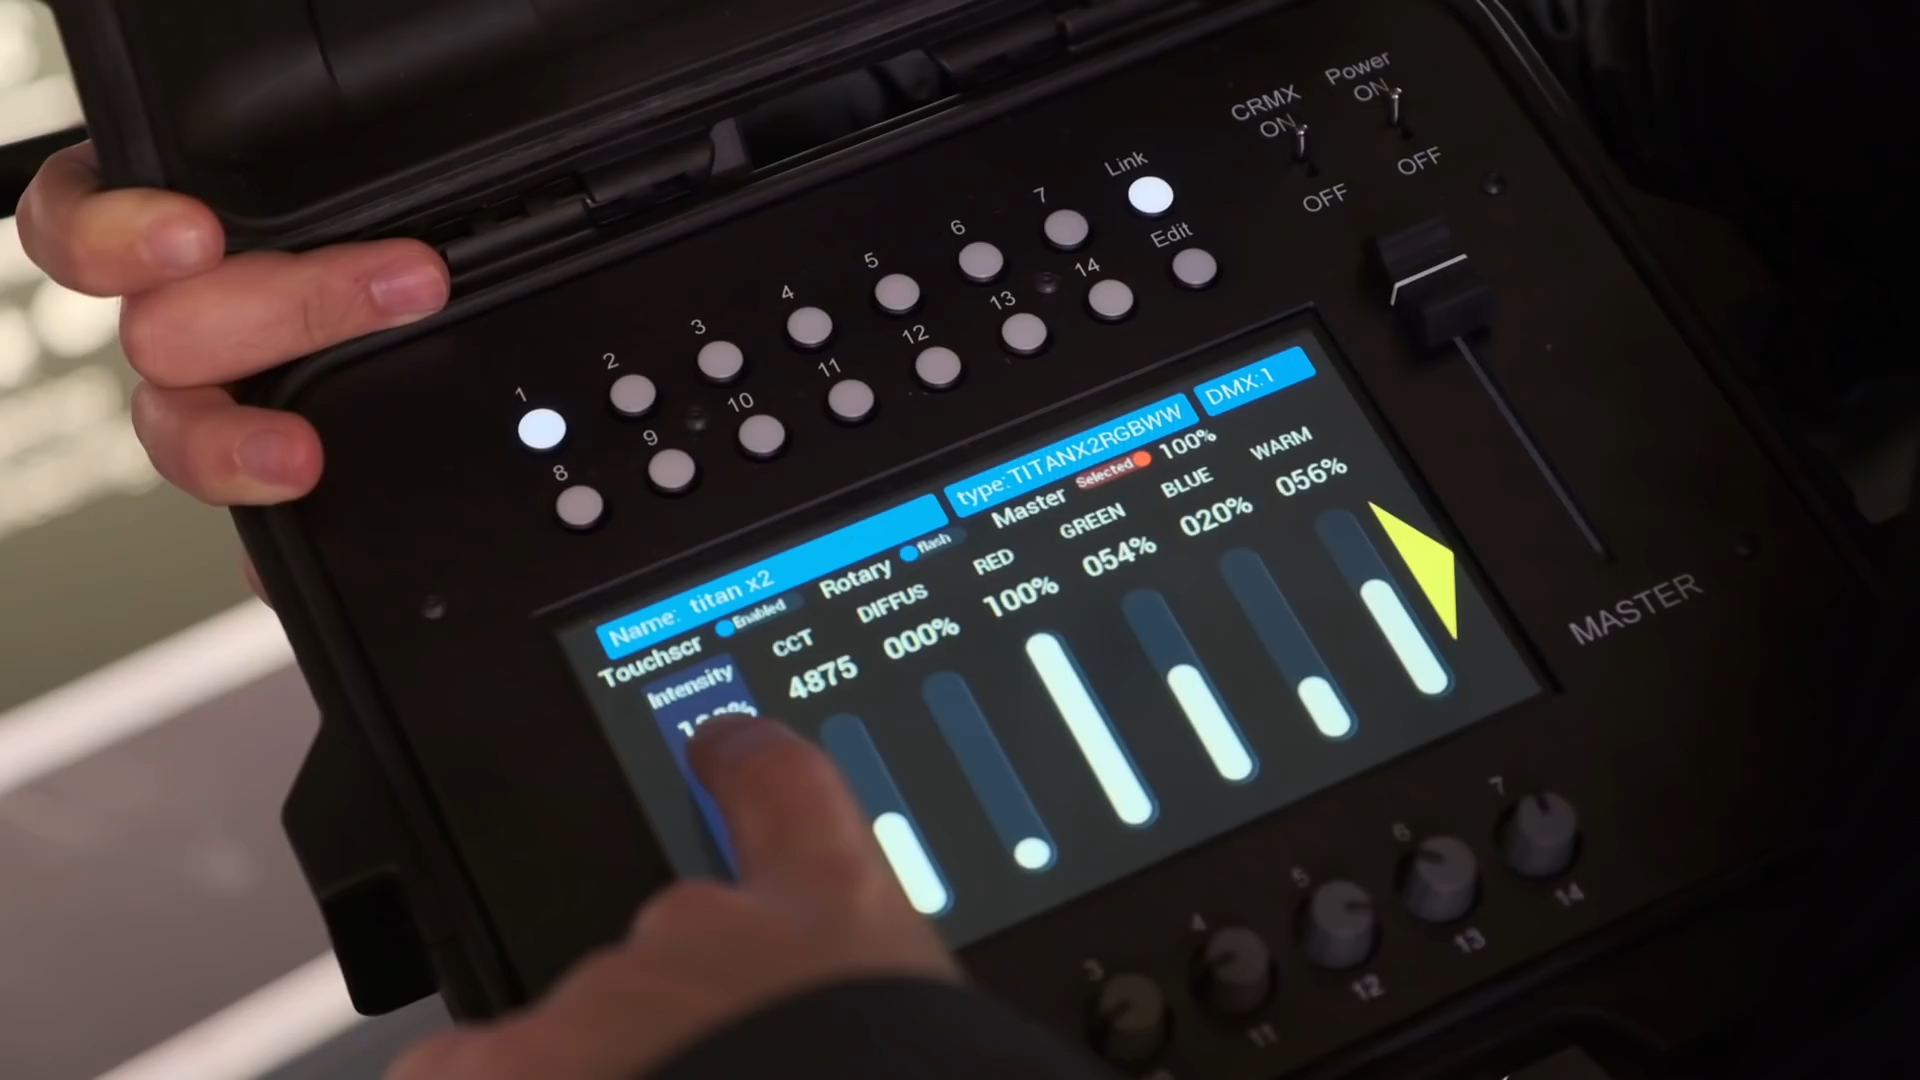 CRMX
ON
OFF
Power
ON
OFF
Link
Edit
1 2 3 4 5 6 7
8 9 10 11 12 13 14
Name: titan x2
type:TITANX2RGBWW
DMX:1
Touchscr Enabled
Rotary flash
Master Selected 100%
Intensity CCT DIFFUS RED GREEN BLUE WARM
4875 000% 100% 054% 020% 056%
MASTER
3 4 5 6 7
11 12 13 14